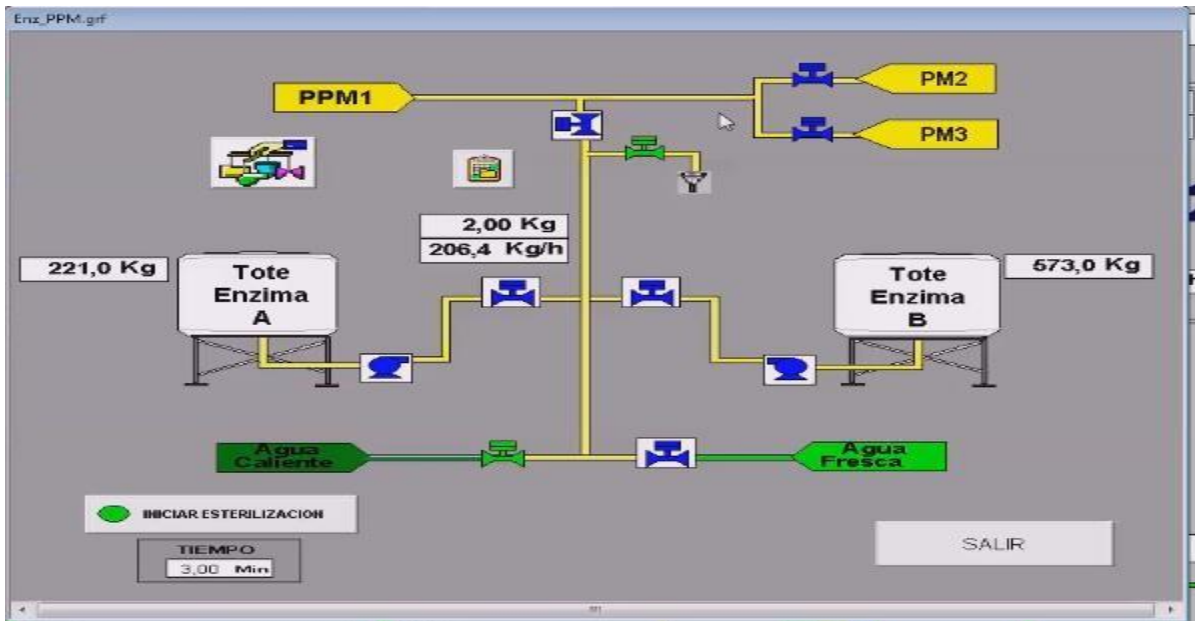 Enz_PPM.grf
PPM1
PM2
PM3
2,00 Kg
206,4 Kg/h
221,0 Kg
Tote
Enzima
A
573,0 Kg
Tote
Enzima
B
Agua
Caliente
Agua
Fresca
INICIAR ESTERILIZACION
TIEMPO
3,00 Min
SALIR